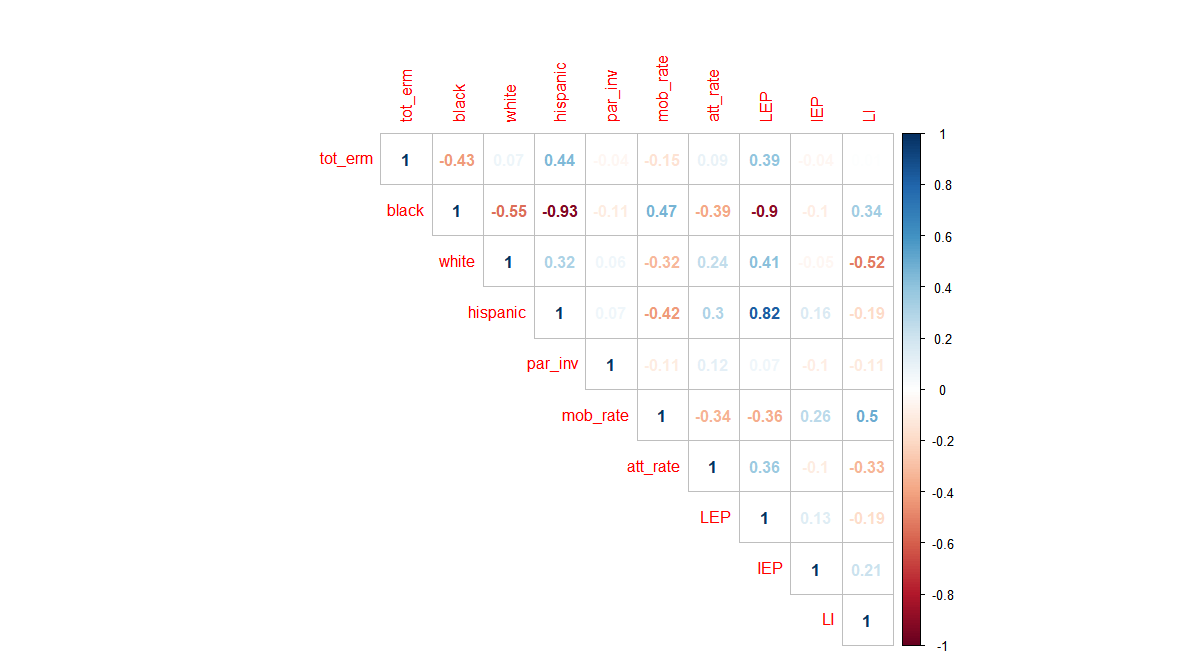 tot_erm black white hispanic par_inv mob_rate att_rate LEP IEP LI
tot_erm 1 -0.43 0.07 0.44 -0.04 -0.15 0.09 0.39 -0.04
black 1 -0.55 -0.93 -0.11 0.47 -0.39 -0.9 -0.1 0.34
white 1 0.32 0.06 -0.32 0.24 0.41 -0.05 -0.52
hispanic 1 0.07 -0.42 0.3 0.82 0.16 -0.19
par_inv 1 -0.11 0.12 0.07 -0.1 -0.11
mob_rate 1 -0.34 -0.36 0.26 0.5
att_rate 1 0.36 -0.1 -0.33
LEP 1 0.13 -0.19
IEP 1 0.21
LI 1
1
0.8
0.6
0.4
0.2
0
-0.2
-0.4
-0.6
-0.8
-1